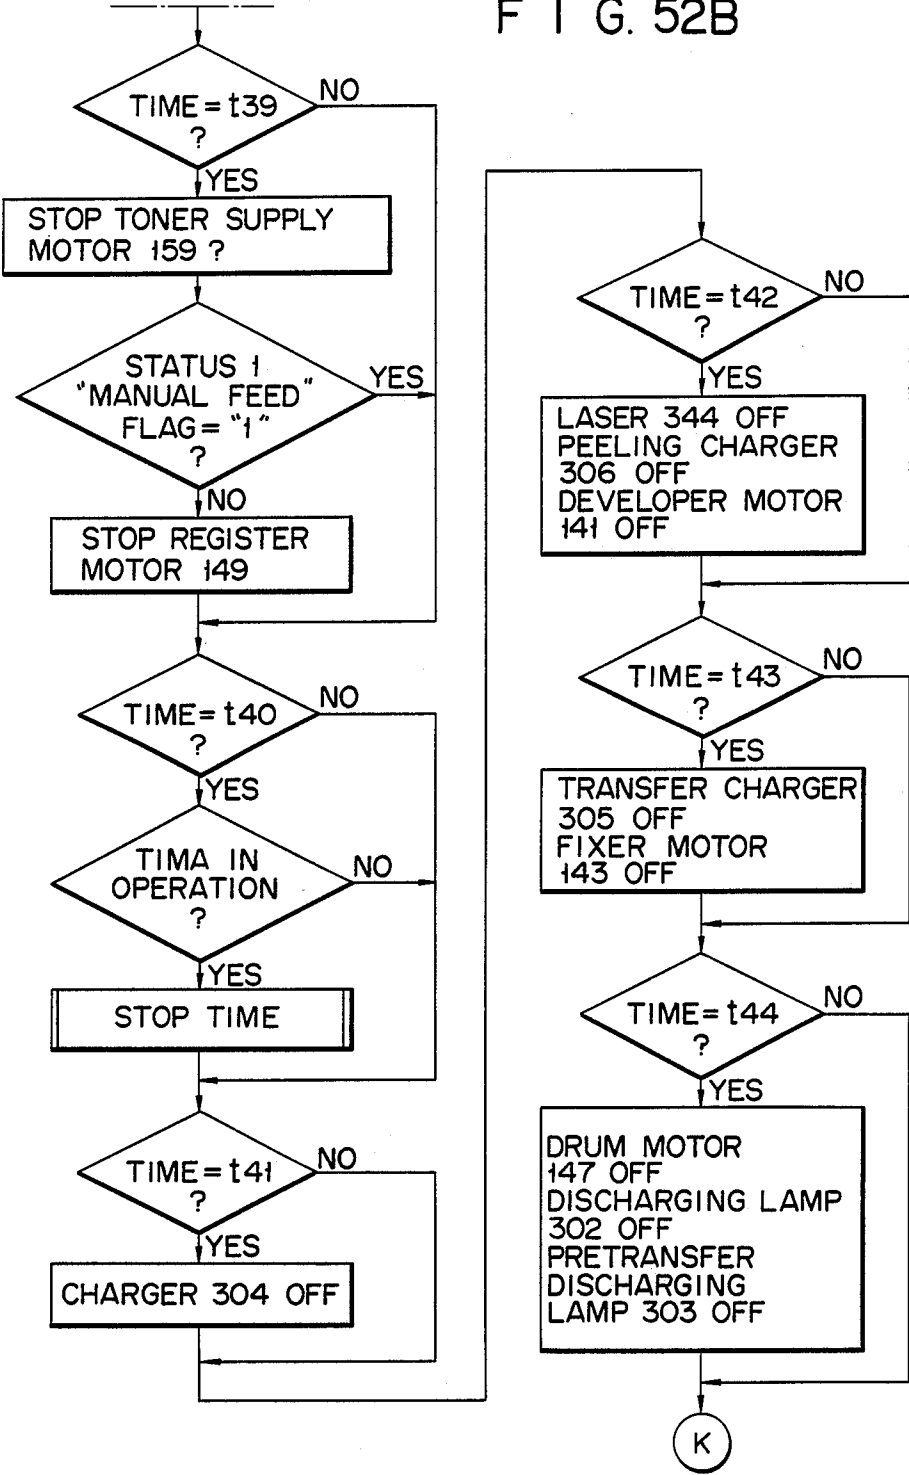 F I G. 52B
TIME = t39
?
NO
YES
STOP TONER SUPPLY
MOTOR 159 ?
STATUS 1
"MANUAL FEED"
FLAG = "1"
?
YES
NO
STOP REGISTER
MOTOR 149
TIME = t40
?
NO
YES
TIMA IN
OPERATION
?
NO
YES
STOP TIME
TIME = t41
?
NO
YES
CHARGER 304 OFF
TIME = t42
?
NO
YES
LASER 344 OFF
PEELING CHARGER
306 OFF
DEVELOPER MOTOR
141 OFF
TIME = t43
?
NO
YES
TRANSFER CHARGER
305 OFF
FIXER MOTOR
143 OFF
TIME = t44
?
NO
YES
DRUM MOTOR
147 OFF
DISCHARGING LAMP
302 OFF
PRETRANSFER
DISCHARGING
LAMP 303 OFF
K